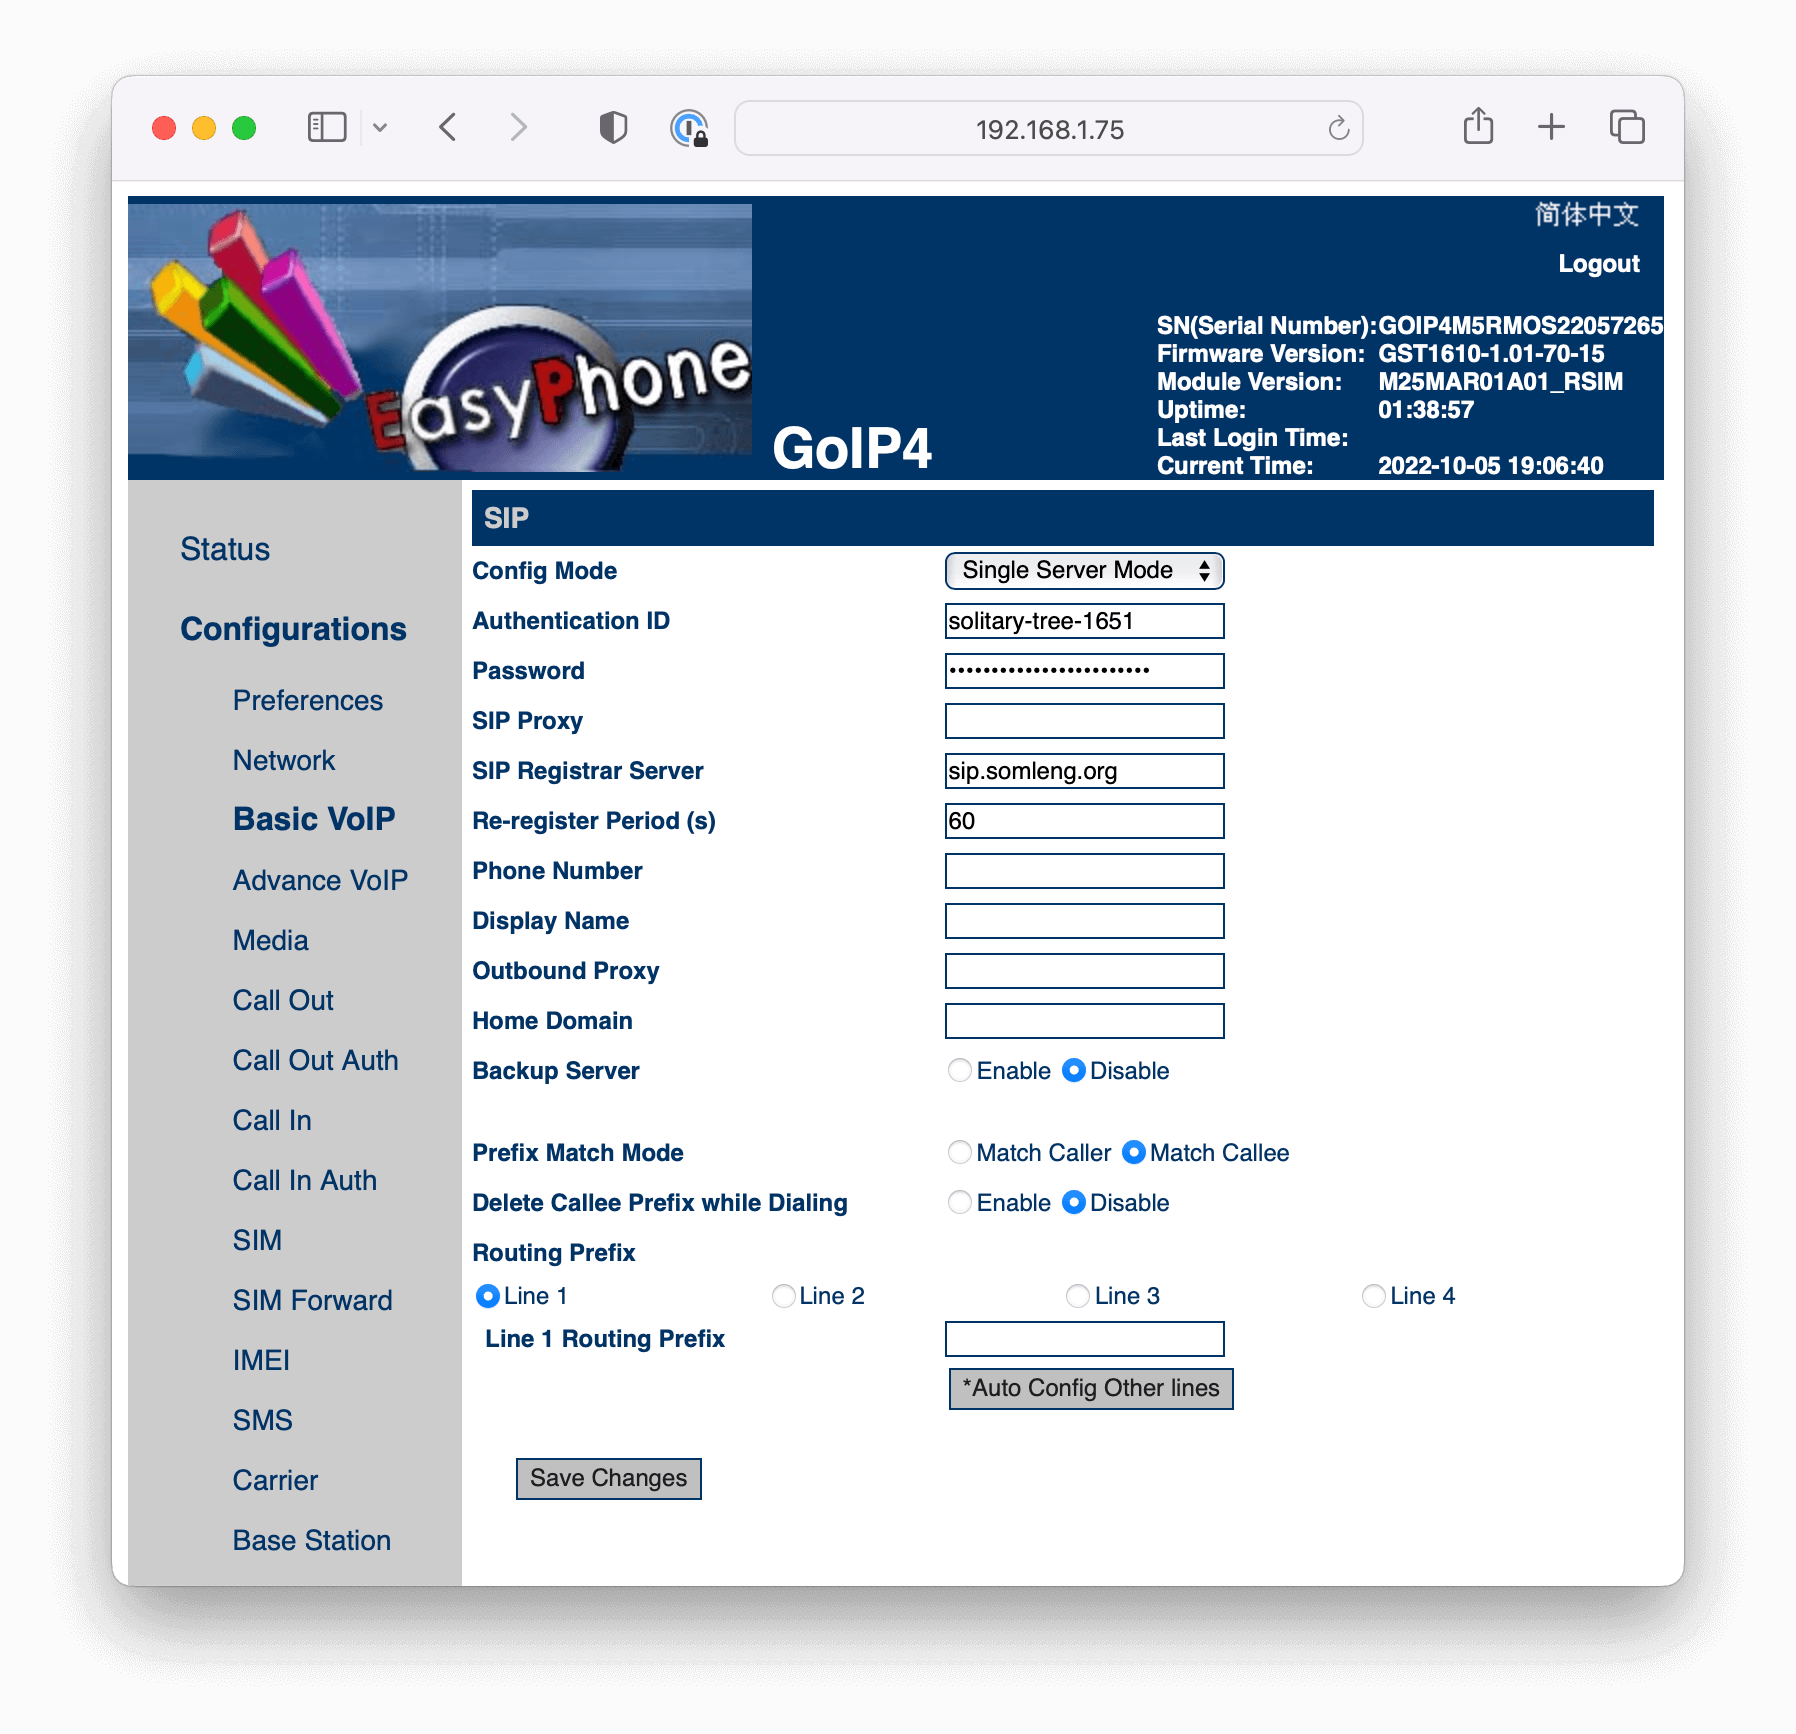 192.168.1.75
简体中文
Logout
EasyPhone
GoIP4
SN(Serial Number):GOIP4M5RMOS22057265
Firmware Version: GST1610-1.01-70-15
Module Version: M25MAR01A01_RSIM
Uptime: 01:38:57
Last Login Time:
Current Time: 2022-10-05 19:06:40
Status
Configurations
Preferences
Network
Basic VoIP
Advance VoIP
Media
Call Out
Call Out Auth
Call In
Call In Auth
SIM
SIM Forward
IMEI
SMS
Carrier
Base Station
SIP
Config Mode Single Server Mode
Authentication ID solitary-tree-1651
Password ••••••••••••••••••••••••
SIP Proxy
SIP Registrar Server sip.somleng.org
Re-register Period (s) 60
Phone Number
Display Name
Outbound Proxy
Home Domain
Backup Server Enable Disable
Prefix Match Mode Match Caller Match Callee
Delete Callee Prefix while Dialing Enable Disable
Routing Prefix
Line 1 Line 2 Line 3 Line 4
Line 1 Routing Prefix
*Auto Config Other lines
Save Changes